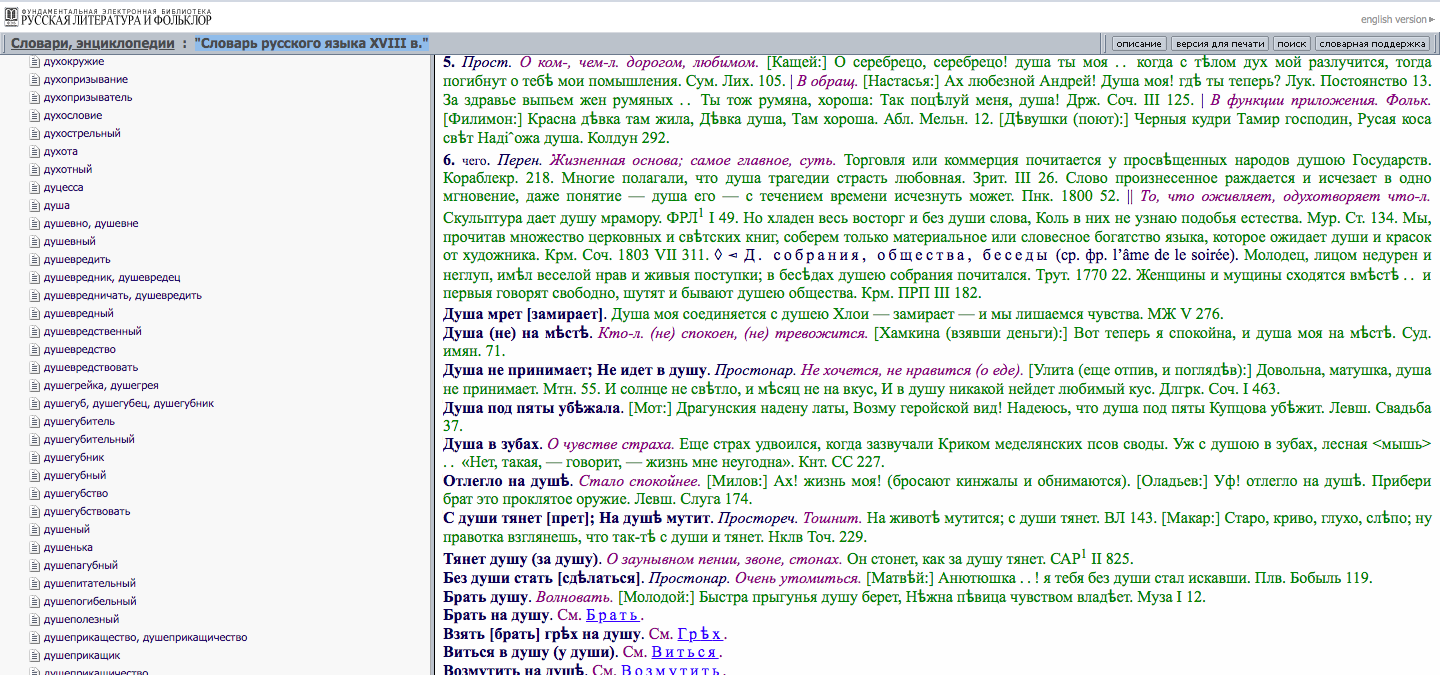 ФУНДАМЕНТАЛЬНАЯ ЭЛЕКТРОННАЯ БИБЛИОТЕКА
РУССКАЯ ЛИТЕРАТУРА И ФОЛЬКЛОР
english version
Словари, энциклопедии : "Словарь русского языка XVIII в."
описание версия для печати поиск словарная поддержка
духокружие
духопризывание
духопризыватель
духословие
духострельный
духота
духотный
дуцесса
душа
душевно, душевне
душевный
душевредить
душевредник, душевредец
душевредничать, душевредить
душевредный
душевредственный
душевредство
душевредствовать
душегрейка, душегрея
душегуб, душегубец, душегубник
душегубитель
душегубительный
душегубник
душегубный
душегубство
душегубствовать
душеный
душенька
душепагубный
душепитательный
душепогибельный
душеполезный
душеприкащество, душеприкащичество
душеприкащик
душеприкащичество
5. Прост. О ком-, чем-л. дорогом, любимом. [Кащей:] О серебрецо, серебрецо! душа ты моя . . когда с тѣлом дух мой разлучится, тогда
погибнут о тебѣ мои помышления. Сум. Лих. 105. | В обращ. [Настасья:] Ах любезной Андрей! Душа моя! гдѣ ты теперь? Лук. Постоянство 13.
За здравье выпьем жен румяных . . Ты тож румяна, хороша: Так поцѣлуй меня, душа! Држ. Соч. III 125. | В функции приложения. Фольк.
[Филимон:] Красна дѣвка там жила, Дѣвка душа, Там хороша. Абл. Мельн. 12. [Дѣвушки (поют):] Черныя кудри Тамир господин, Русая коса
свѣт Надіˆожа душа. Колдун 292.
6. чего. Перен. Жизненная основа; самое главное, суть. Торговля или коммерция почитается у просвѣщенных народов душою Государств.
Кораблекр. 218. Многие полагали, что душа трагедии страсть любовная. Зрит. III 26. Слово произнесенное раждается и исчезает в одно
мгновение, даже понятие — душа его — с течением времени исчезнуть может. Пнк. 1800 52. || То, что оживляет, одухотворяет что-л.
Скульптура дает душу мрамору. ФРЛ1 I 49. Но хладен весь восторг и без души слова, Коль в них не узнаю подобья естества. Мур. Ст. 134. Мы,
прочитав множество церковных и свѣтских книг, соберем только материальное или словесное богатство языка, которое ожидает души и красок
от художника. Крм. Соч. 1803 VII 311. ◊ ⊲ Д. собрания, общества, беседы (ср. фр. l’âme de le soirée). Молодец, лицом недурен и
неглуп, имѣл веселой нрав и живыя поступки; в бесѣдах душею собрания почитался. Трут. 1770 22. Женщины и мущины сходятся вмѣстѣ . . и
первыя говорят свободно, шутят и бывают душею общества. Крм. ПРП III 182.
Душа мрет [замирает]. Душа моя соединяется с душею Хлои — замирает — и мы лишаемся чувства. МЖ V 276.
Душа (не) на мѣстѣ. Кто-л. (не) спокоен, (не) тревожится. [Хамкина (взявши деньги):] Вот теперь я спокойна, и душа моя на мѣстѣ. Суд.
имян. 71.
Душа не принимает; Не идет в душу. Простонар. Не хочется, не нравится (о еде). [Улита (еще отпив, и поглядѣв):] Довольна, матушка, душа
не принимает. Мтн. 55. И солнце не свѣтло, и мѣсяц не на вкус, И в душу никакой нейдет любимый кус. Длгрк. Соч. I 463.
Душа под пяты убѣжала. [Мот:] Драгунския надену латы, Возму геройской вид! Надеюсь, что душа под пяты Купцова убѣжит. Левш. Свадьба
37.
Душа в зубах. О чувстве страха. Еще страх удвоился, когда зазвучали Криком меделянских псов своды. Уж с душою в зубах, лесная <мышь>
. . «Нет, такая, — говорит, — жизнь мне неугодна». Кнт. СС 227.
Отлегло на душѣ. Стало спокойнее. [Милов:] Ах! жизнь моя! (бросают кинжалы и обнимаются). [Оладьев:] Уф! отлегло на душѣ. Прибери
брат это проклятое оружие. Левш. Слуга 174.
С души тянет [прет]; На душѣ мутит. Простореч. Тошнит. На животѣ мутится; с души тянет. ВЛ 143. [Макар:] Старо, криво, глухо, слѣпо; ну
правотка взглянешь, что так-тѣ с души и тянет. Нклв Точ. 229.
Тянет душу (за душу). О заунывном пении, звоне, стонах. Он стонет, как за душу тянет. САР1 II 825.
Без души стать [сдѣлаться]. Простонар. Очень утомиться. [Матвѣй:] Анютюшка . . ! я тебя без души стал искавши. Плв. Бобыль 119.
Брать душу. Волновать. [Молодой:] Быстра прыгунья душу берет, Нѣжна пѣвица чувством владѣет. Муза I 12.
Брать на душу. См. Брать.
Взять [брать] грѣх на душу. См. Грѣх.
Виться в душу (у души). См. Виться.
Возмутить на душѣ. См. Возмутить.